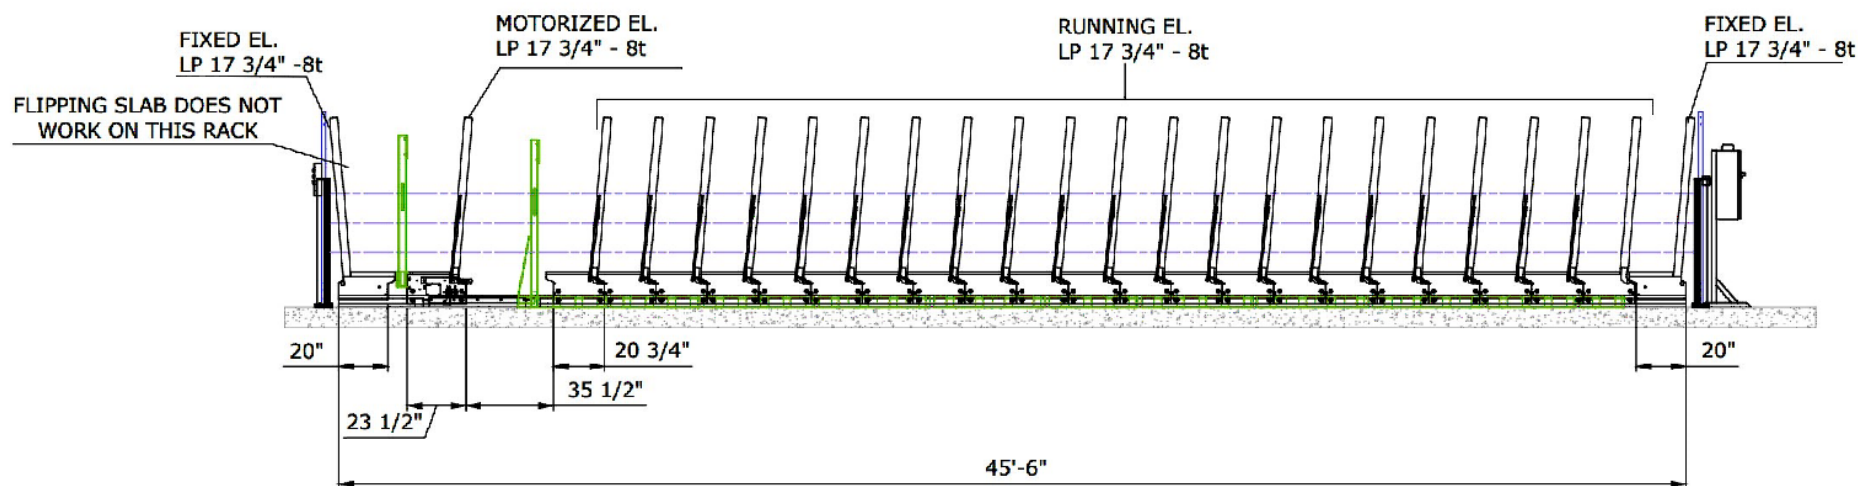 FIXED EL.
LP 17 3/4" -8t
MOTORIZED EL.
LP 17 3/4" - 8t
RUNNING EL.
LP 17 3/4" - 8t
FIXED EL.
LP 17 3/4" - 8t
FLIPPING SLAB DOES NOT
WORK ON THIS RACK
20"
20 3/4"
20"
35 1/2"
23 1/2"
45'-6"